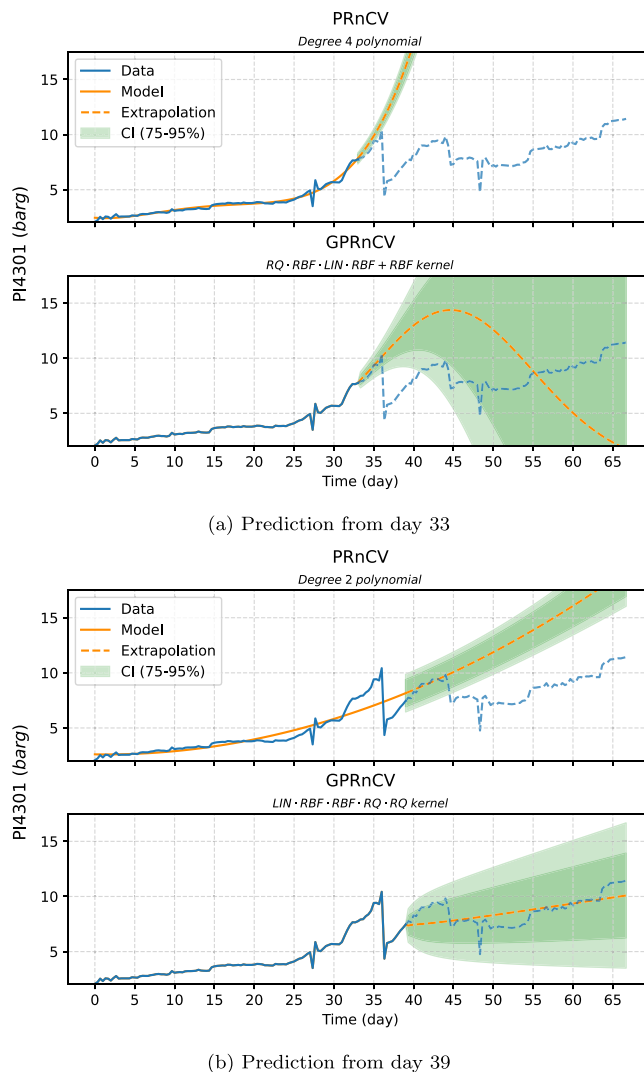 PRnCV
Degree 4 polynomial
Data
Model
Extrapolation
CI (75-95%)
15
10
5
GPRnCV
RQ · RBF · LIN · RBF + RBF kernel
15
10
5
PI4301 (barg)
0 5 10 15 20 25 30 35 40 45 50 55 60 65
Time (day)
(a) Prediction from day 33
PRnCV
Degree 2 polynomial
Data
Model
Extrapolation
CI (75-95%)
15
10
5
GPRnCV
LIN · RBF · RBF · RQ · RQ kernel
15
10
5
PI4301 (barg)
0 5 10 15 20 25 30 35 40 45 50 55 60 65
Time (day)
(b) Prediction from day 39